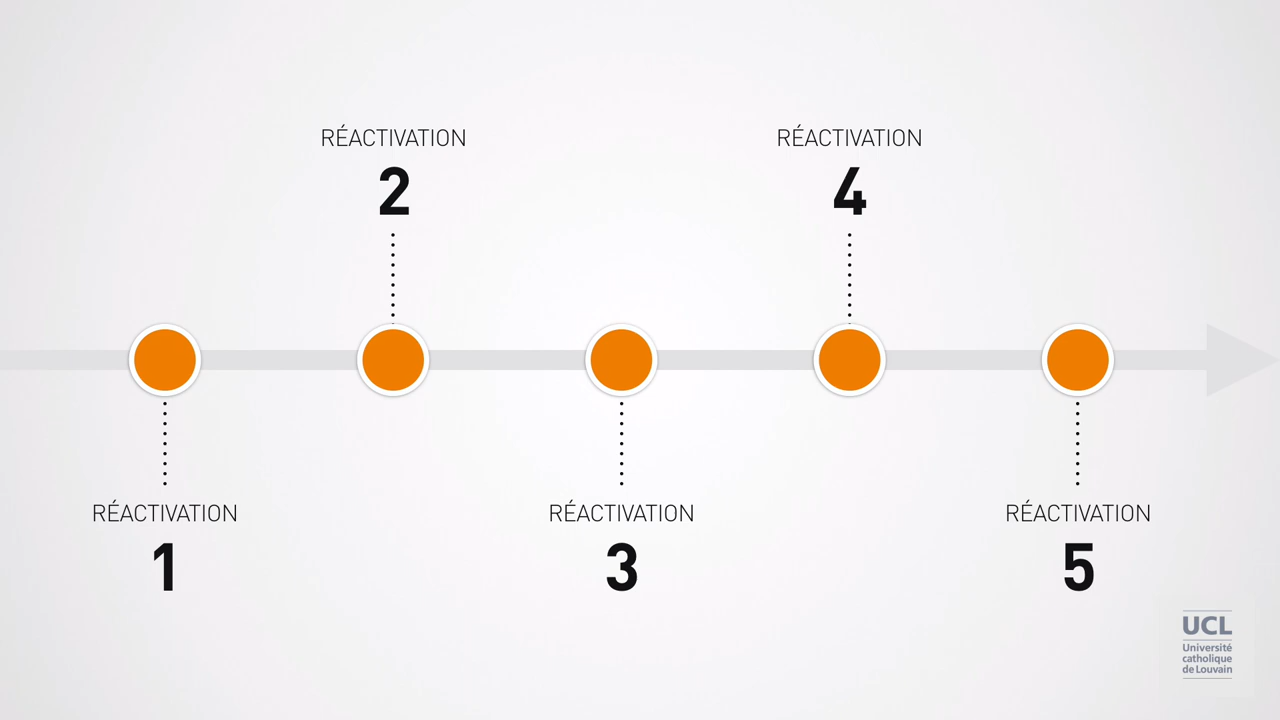 RÉACTIVATION
2
RÉACTIVATION
4
RÉACTIVATION
1
RÉACTIVATION
3
RÉACTIVATION
5
UCL
Université
catholique
de Louvain